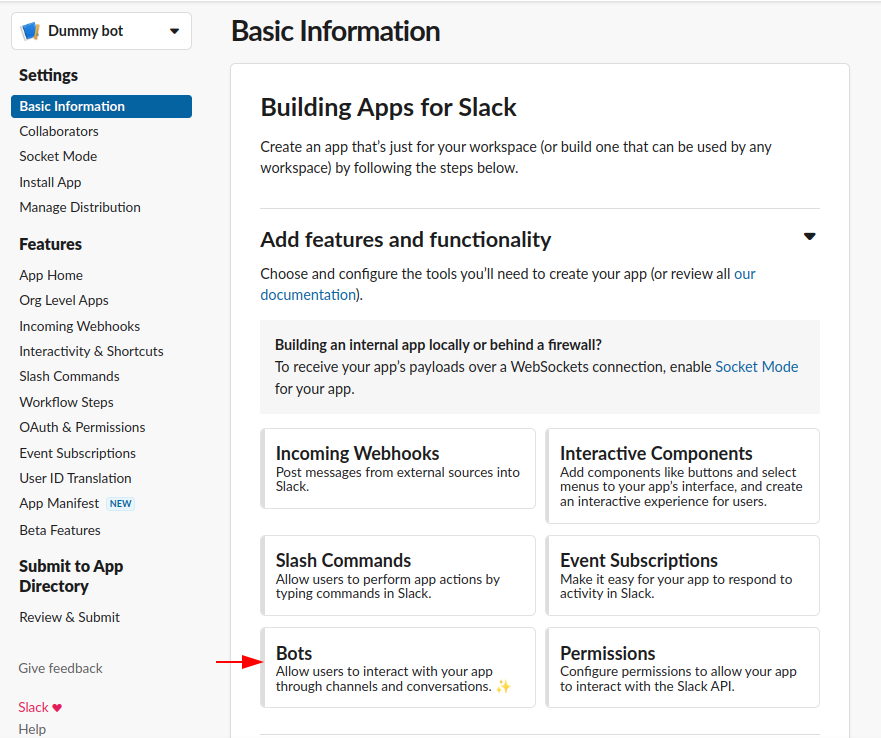 Dummy bot
Settings
Basic Information
Collaborators
Socket Mode
Install App
Manage Distribution
Features
App Home
Org Level Apps
Incoming Webhooks
Interactivity & Shortcuts
Slash Commands
Workflow Steps
OAuth & Permissions
Event Subscriptions
User ID Translation
App Manifest NEW
Beta Features
Submit to App
Directory
Review & Submit
Give feedback
Slack ♥
Help
Basic Information
Building Apps for Slack
Create an app that’s just for your workspace (or build one that can be used by any
workspace) by following the steps below.
Add features and functionality
Choose and configure the tools you’ll need to create your app (or review all our
documentation).
Building an internal app locally or behind a firewall?
To receive your app’s payloads over a WebSockets connection, enable Socket Mode
for your app.
Incoming Webhooks
Post messages from external sources into
Slack.
Interactive Components
Add components like buttons and select
menus to your app’s interface, and create
an interactive experience for users.
Slash Commands
Allow users to perform app actions by
typing commands in Slack.
Event Subscriptions
Make it easy for your app to respond to
activity in Slack.
Bots
Allow users to interact with your app
through channels and conversations. ✨
Permissions
Configure permissions to allow your app
to interact with the Slack API.